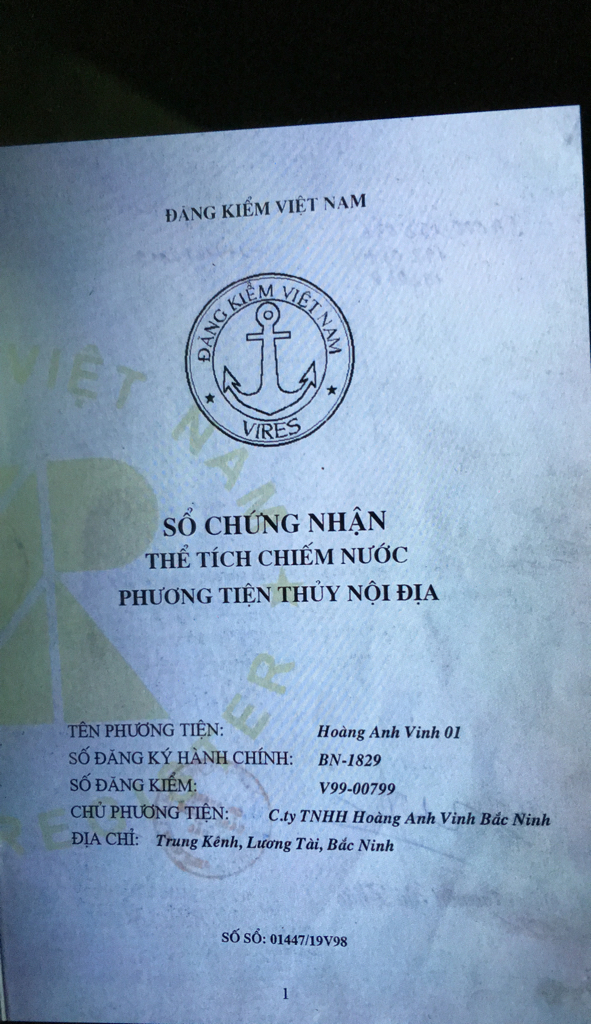 ĐĂNG KIỂM VIỆT NAM
ĐĂNG KIỂM VIỆT NAM
VIRES
VIỆT NAM
SỔ CHỨNG NHẬN
THỂ TÍCH CHIẾM NƯỚC
PHƯƠNG TIỆN THỦY NỘI ĐỊA
TÊN PHƯƠNG TIỆN: Hoàng Anh Vinh 01
SỐ ĐĂNG KÝ HÀNH CHÍNH: BN-1829
SỐ ĐĂNG KIỂM: V99-00799
CHỦ PHƯƠNG TIỆN: C.ty TNHH Hoàng Anh Vinh Bắc Ninh
ĐỊA CHỈ: Trung Kênh, Lương Tài, Bắc Ninh
SỐ SỔ: 01447/19V98
1